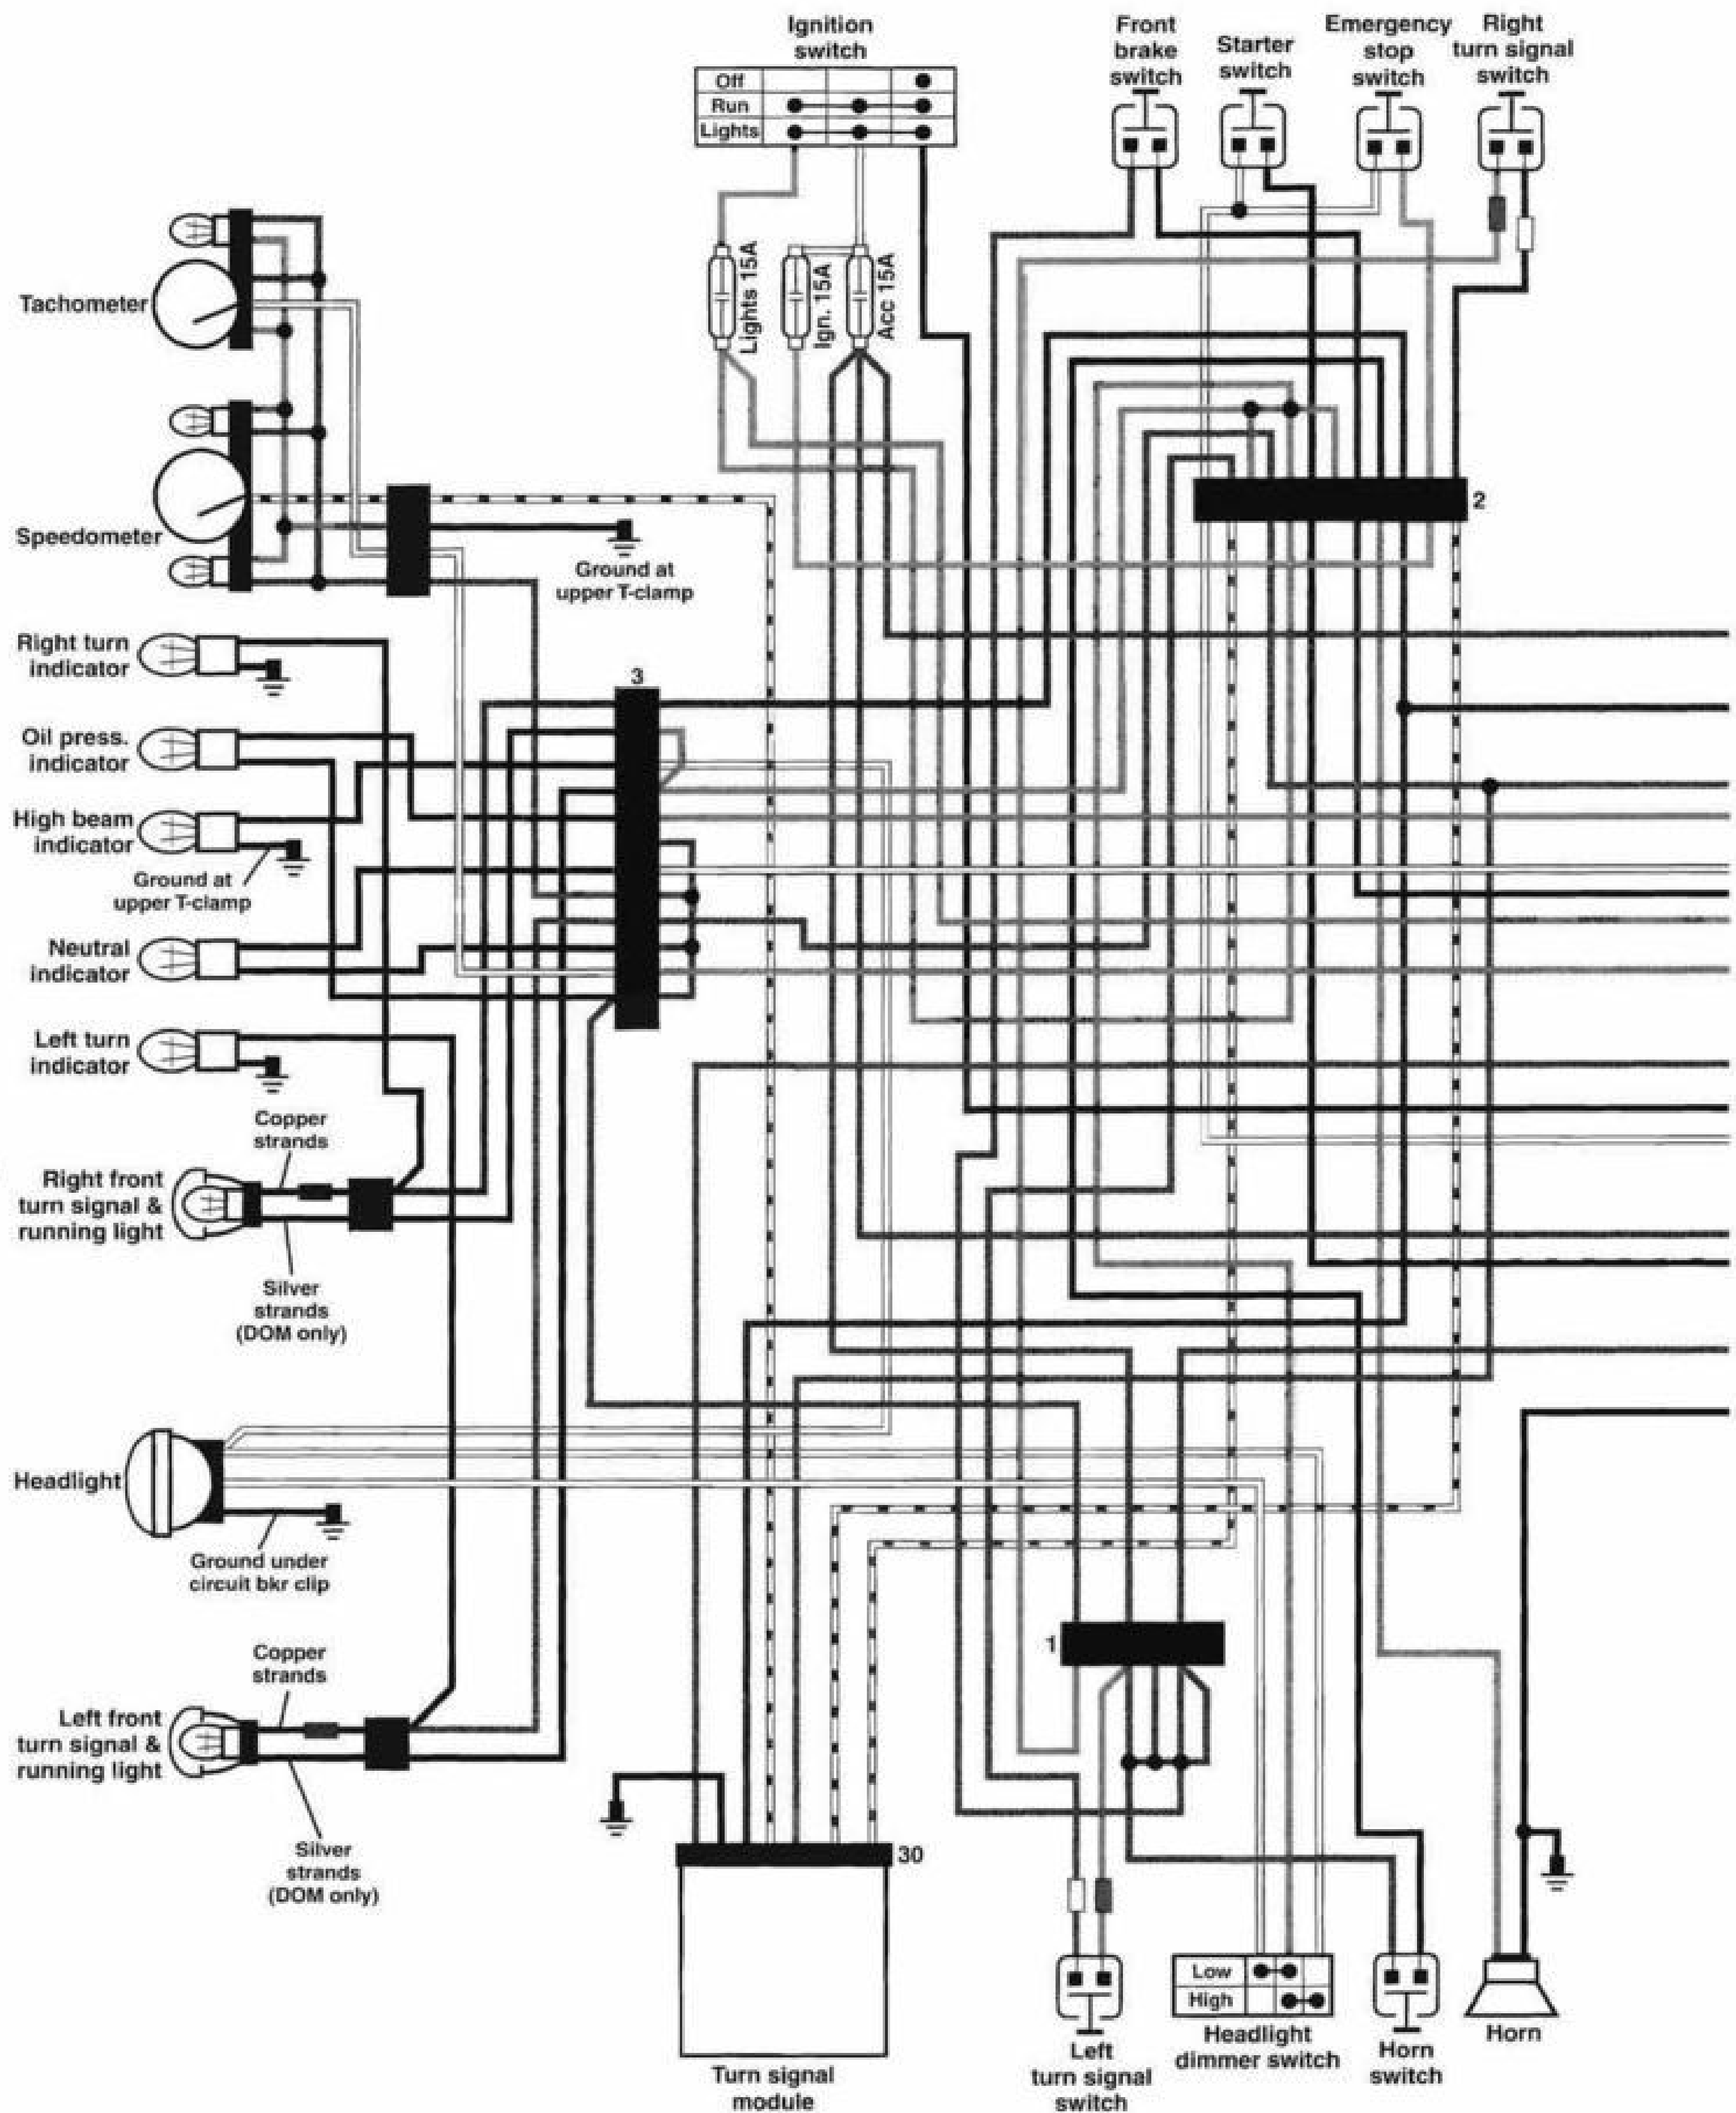 Ignition
switch
Off
Run
Lights
Front
brake
switch
Starter
switch
Emergency
stop
switch
Right
turn signal
switch
Lights 15A
Ign. 15A
Acc 15A
Tachometer
Speedometer
2
Ground at
upper T-clamp
Right turn
indicator
3
Oil press.
indicator
High beam
indicator
Ground at
upper T-clamp
Neutral
indicator
Left turn
indicator
Copper
strands
Right front
turn signal &
running light
Silver
strands
(DOM only)
Headlight
Ground under
circuit bkr clip
1
Copper
strands
Left front
turn signal &
running light
Silver
strands
(DOM only)
30
Turn signal
module
Left
turn signal
switch
Low
High
Headlight
dimmer switch
Horn
switch
Horn